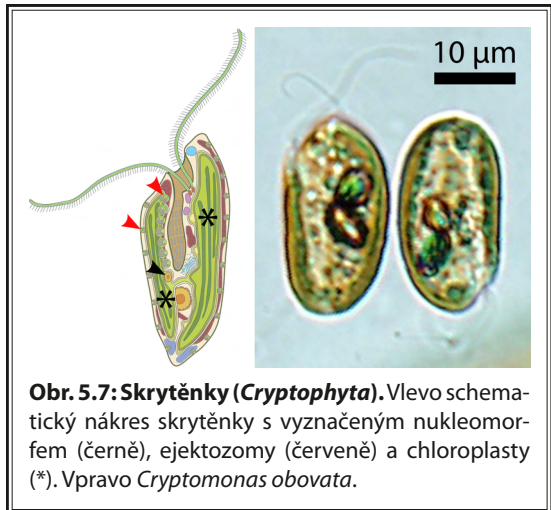 10 µm
*
*
Obr. 5.7: Skrytěnky (Cryptophyta). Vlevo schema-
tický nákres skrytěnky s vyznačeným nukleomor-
fem (černě), ejektozomy (červeně) a chloroplasty
(*). Vpravo Cryptomonas obovata.